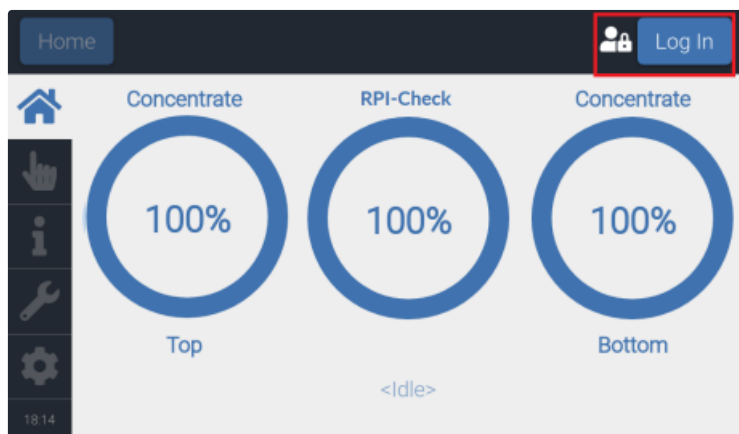 Home
Log In
Concentrate
RPI-Check
Concentrate
100%
100%
100%
Top
Bottom
<Idle>
18:14